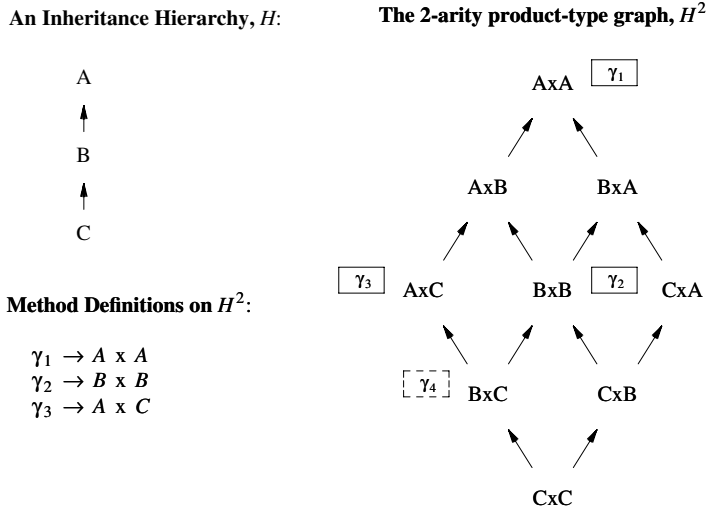 An Inheritance Hierarchy, H:
A
B
C
Method Definitions on H²:
γ₁ → A x A
γ₂ → B x B
γ₃ → A x C
The 2-arity product-type graph, H²
AxA γ₁
AxB BxA
γ₃ AxC BxB γ₂ CxA
γ₄ BxC CxB
CxC